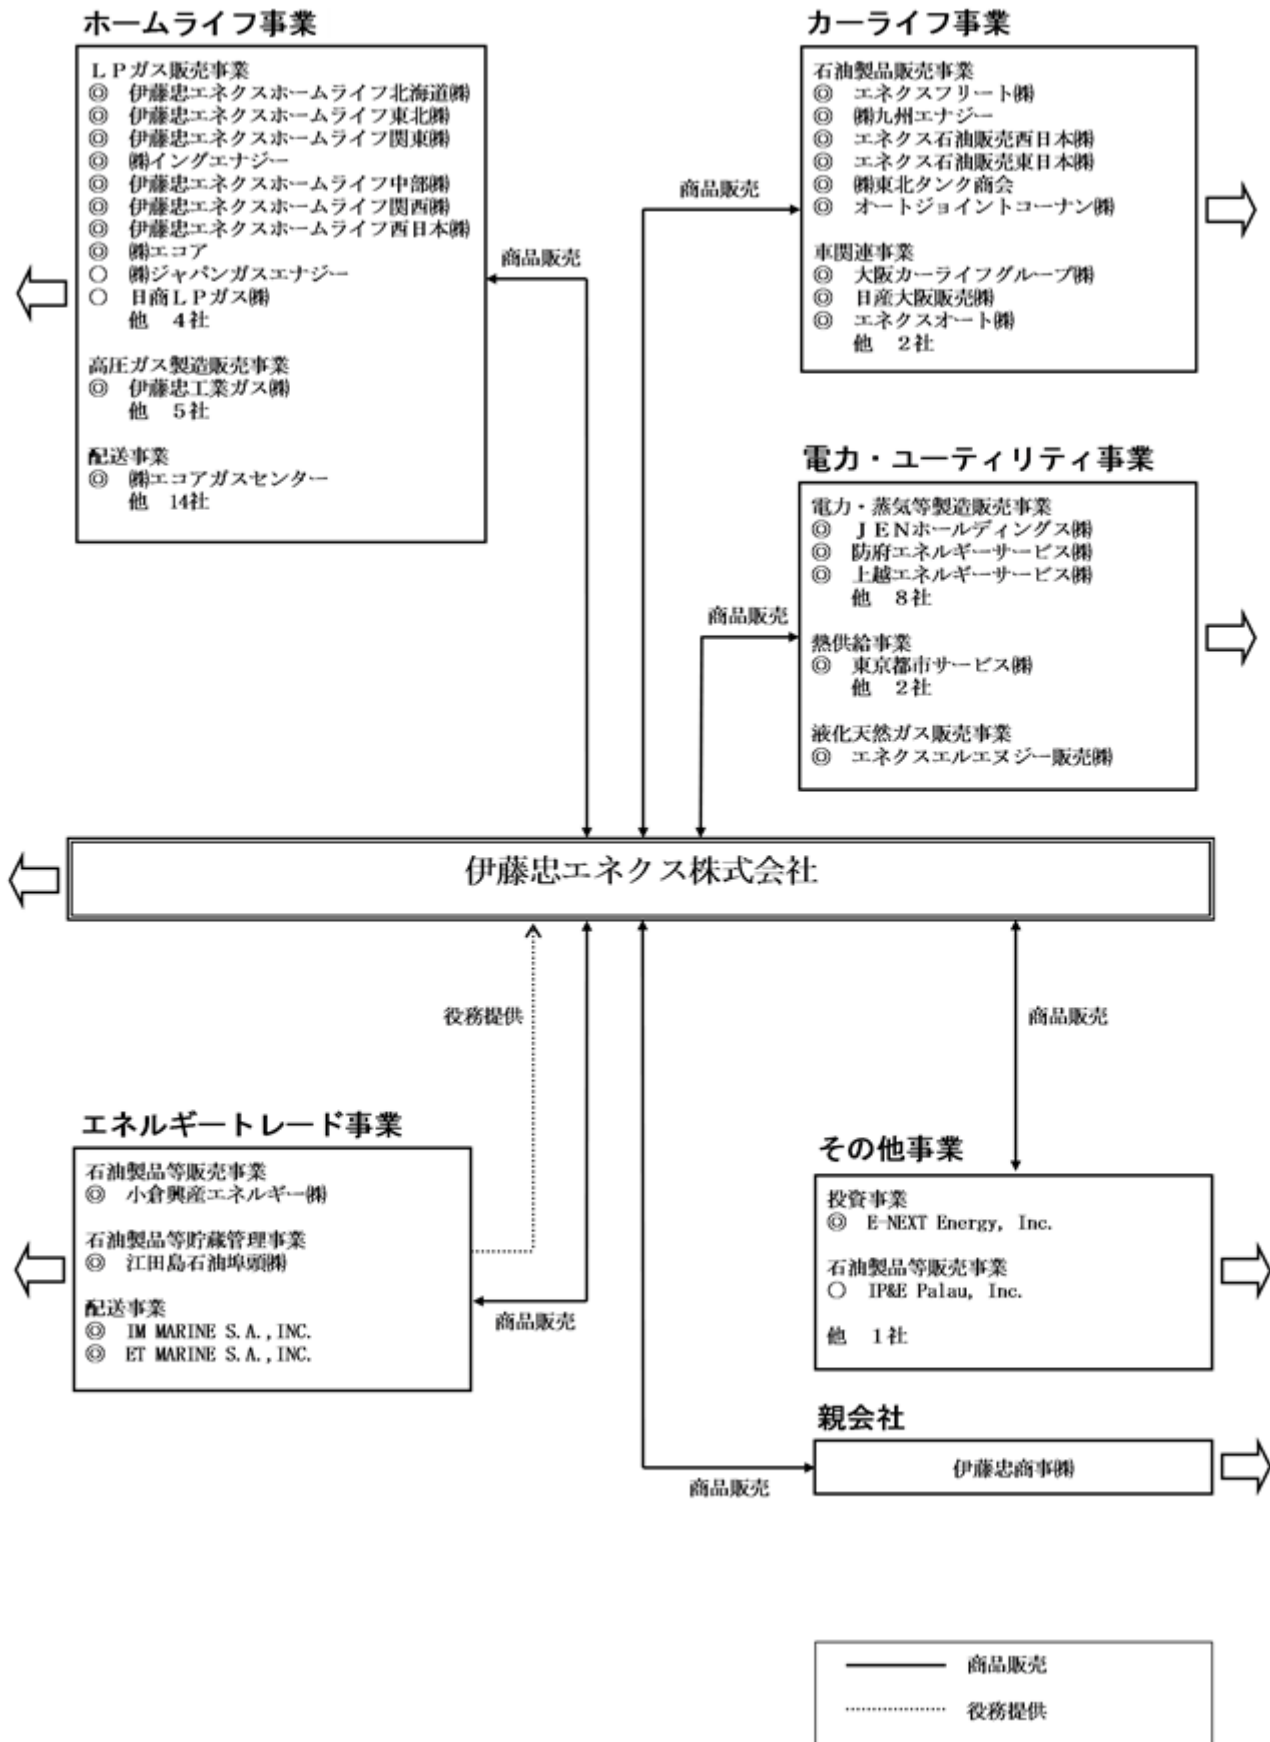 ホームライフ事業
ＬＰガス販売事業
◎ 伊藤忠エネクスホームライフ北海道㈱
◎ 伊藤忠エネクスホームライフ東北㈱
◎ 伊藤忠エネクスホームライフ関東㈱
◎ ㈱イングエナジー
◎ 伊藤忠エネクスホームライフ中部㈱
◎ 伊藤忠エネクスホームライフ関西㈱
◎ 伊藤忠エネクスホームライフ西日本㈱
◎ ㈱エコア
○ ㈱ジャパンガスエナジー
○ 日商ＬＰガス㈱
他 4社
高圧ガス製造販売事業
◎ 伊藤忠工業ガス㈱
他 5社
配送事業
◎ ㈱エコアガスセンター
他 14社
商品販売
カーライフ事業
石油製品販売事業
◎ エネクスフリート㈱
◎ ㈱九州エナジー
◎ エネクス石油販売西日本㈱
◎ エネクス石油販売東日本㈱
◎ ㈱東北タンク商会
◎ オートジョイントコーナン㈱
車関連事業
◎ 大阪カーライフグループ㈱
◎ 日産大阪販売㈱
◎ エネクスオート㈱
他 2社
商品販売
電力・ユーティリティ事業
電力・蒸気等製造販売事業
◎ ＪＥＮホールディングス㈱
◎ 防府エネルギーサービス㈱
◎ 上越エネルギーサービス㈱
他 8社
熱供給事業
◎ 東京都市サービス㈱
他 2社
液化天然ガス販売事業
◎ エネクスエルエヌジー販売㈱
商品販売
伊藤忠エネクス株式会社
役務提供
商品販売
エネルギートレード事業
石油製品等販売事業
◎ 小倉興産エネルギー㈱
石油製品等貯蔵管理事業
◎ 江田島石油埠頭㈱
配送事業
◎ IM MARINE S.A.,INC.
◎ ET MARINE S.A.,INC.
商品販売
その他事業
投資事業
◎ E-NEXT Energy, Inc.
石油製品等販売事業
○ IP&E Palau, Inc.
他 1社
親会社
伊藤忠商事㈱
商品販売
商品販売
役務提供